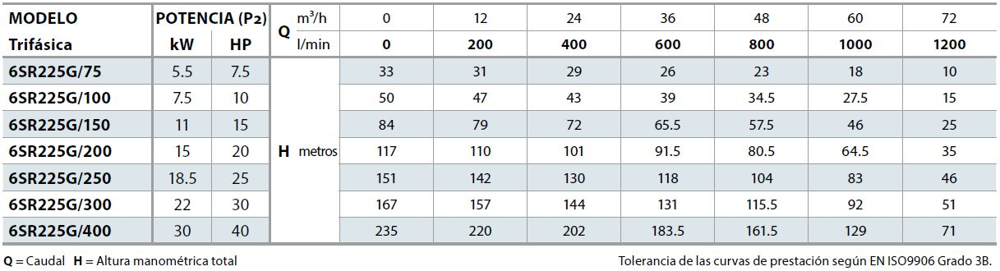 MODELO POTENCIA (P2) Q m³/h 0 12 24 36 48 60 72
Trifásica kW HP l/min 0 200 400 600 800 1000 1200
6SR225G/75 5.5 7.5 33 31 29 26 23 18 10
6SR225G/100 7.5 10 50 47 43 39 34.5 27.5 15
6SR225G/150 11 15 84 79 72 65.5 57.5 46 25
6SR225G/200 15 20 H metros 117 110 101 91.5 80.5 64.5 35
6SR225G/250 18.5 25 151 142 130 118 104 83 46
6SR225G/300 22 30 167 157 144 131 115.5 92 51
6SR225G/400 30 40 235 220 202 183.5 161.5 129 71
Q = Caudal H = Altura manométrica total Tolerancia de las curvas de prestación según EN ISO9906 Grado 3B.